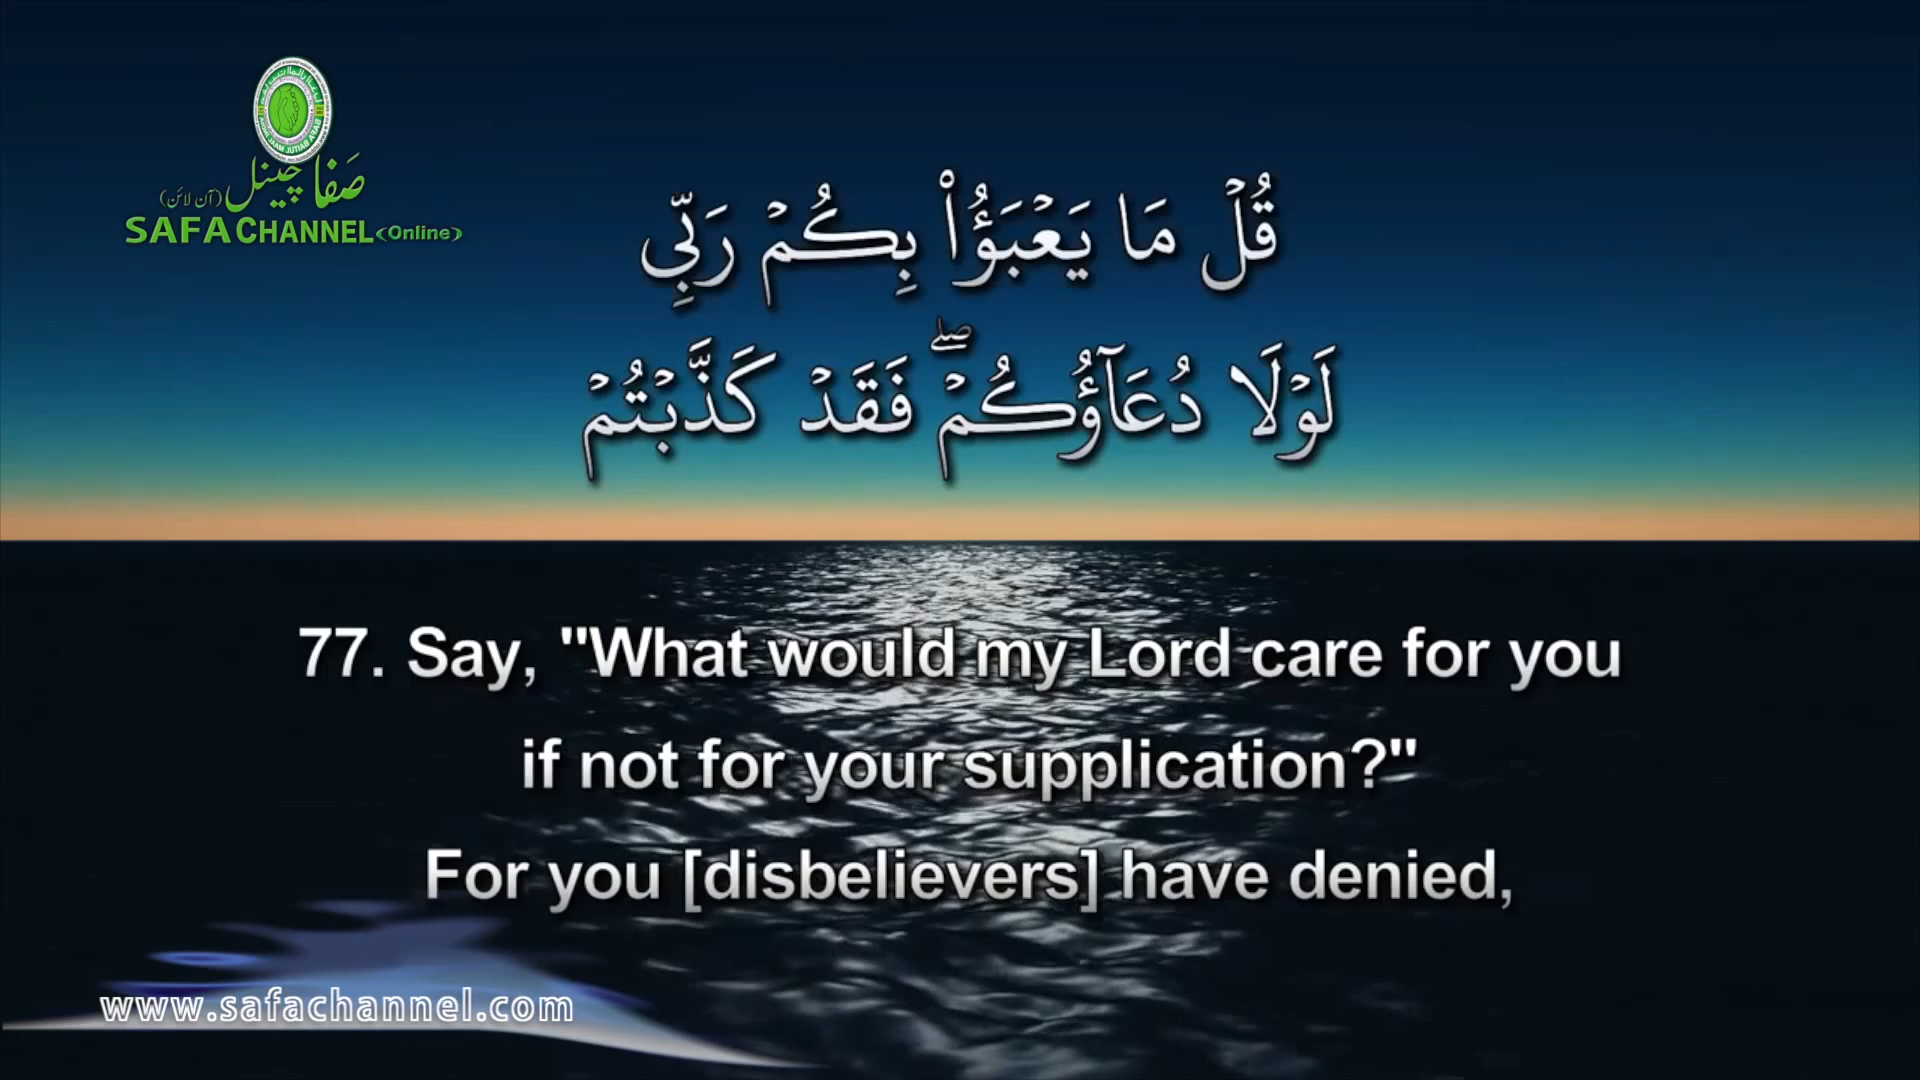 صفا چینل (آن لائن)
SAFA CHANNEL (Online)
قُلْ مَا يَعْبَؤُا۟ بِكُمْ رَبِّي
لَوْلَا دُعَآؤُكُمْ ۖ فَقَدْ كَذَّبْتُمْ
77. Say, "What would my Lord care for you
if not for your supplication?"
For you [disbelievers] have denied,
www.safachannel.com